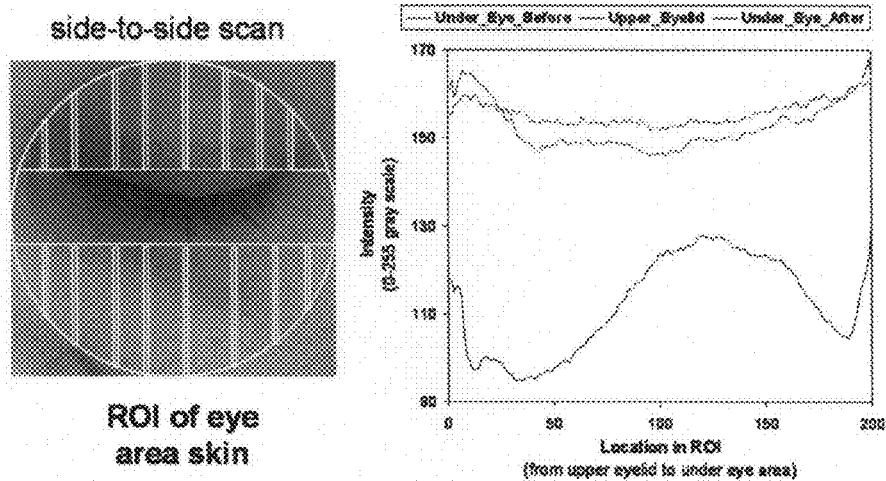 side-to-side scan
ROI of eye
area skin
Under_Eye_Before Upper_Eyelid Under_Eye_After
170
150
130
110
90
Intensity
(0-255 gray scale)
0 50 100 150 200
Location in ROI
(from upper eyelid to under eye area)